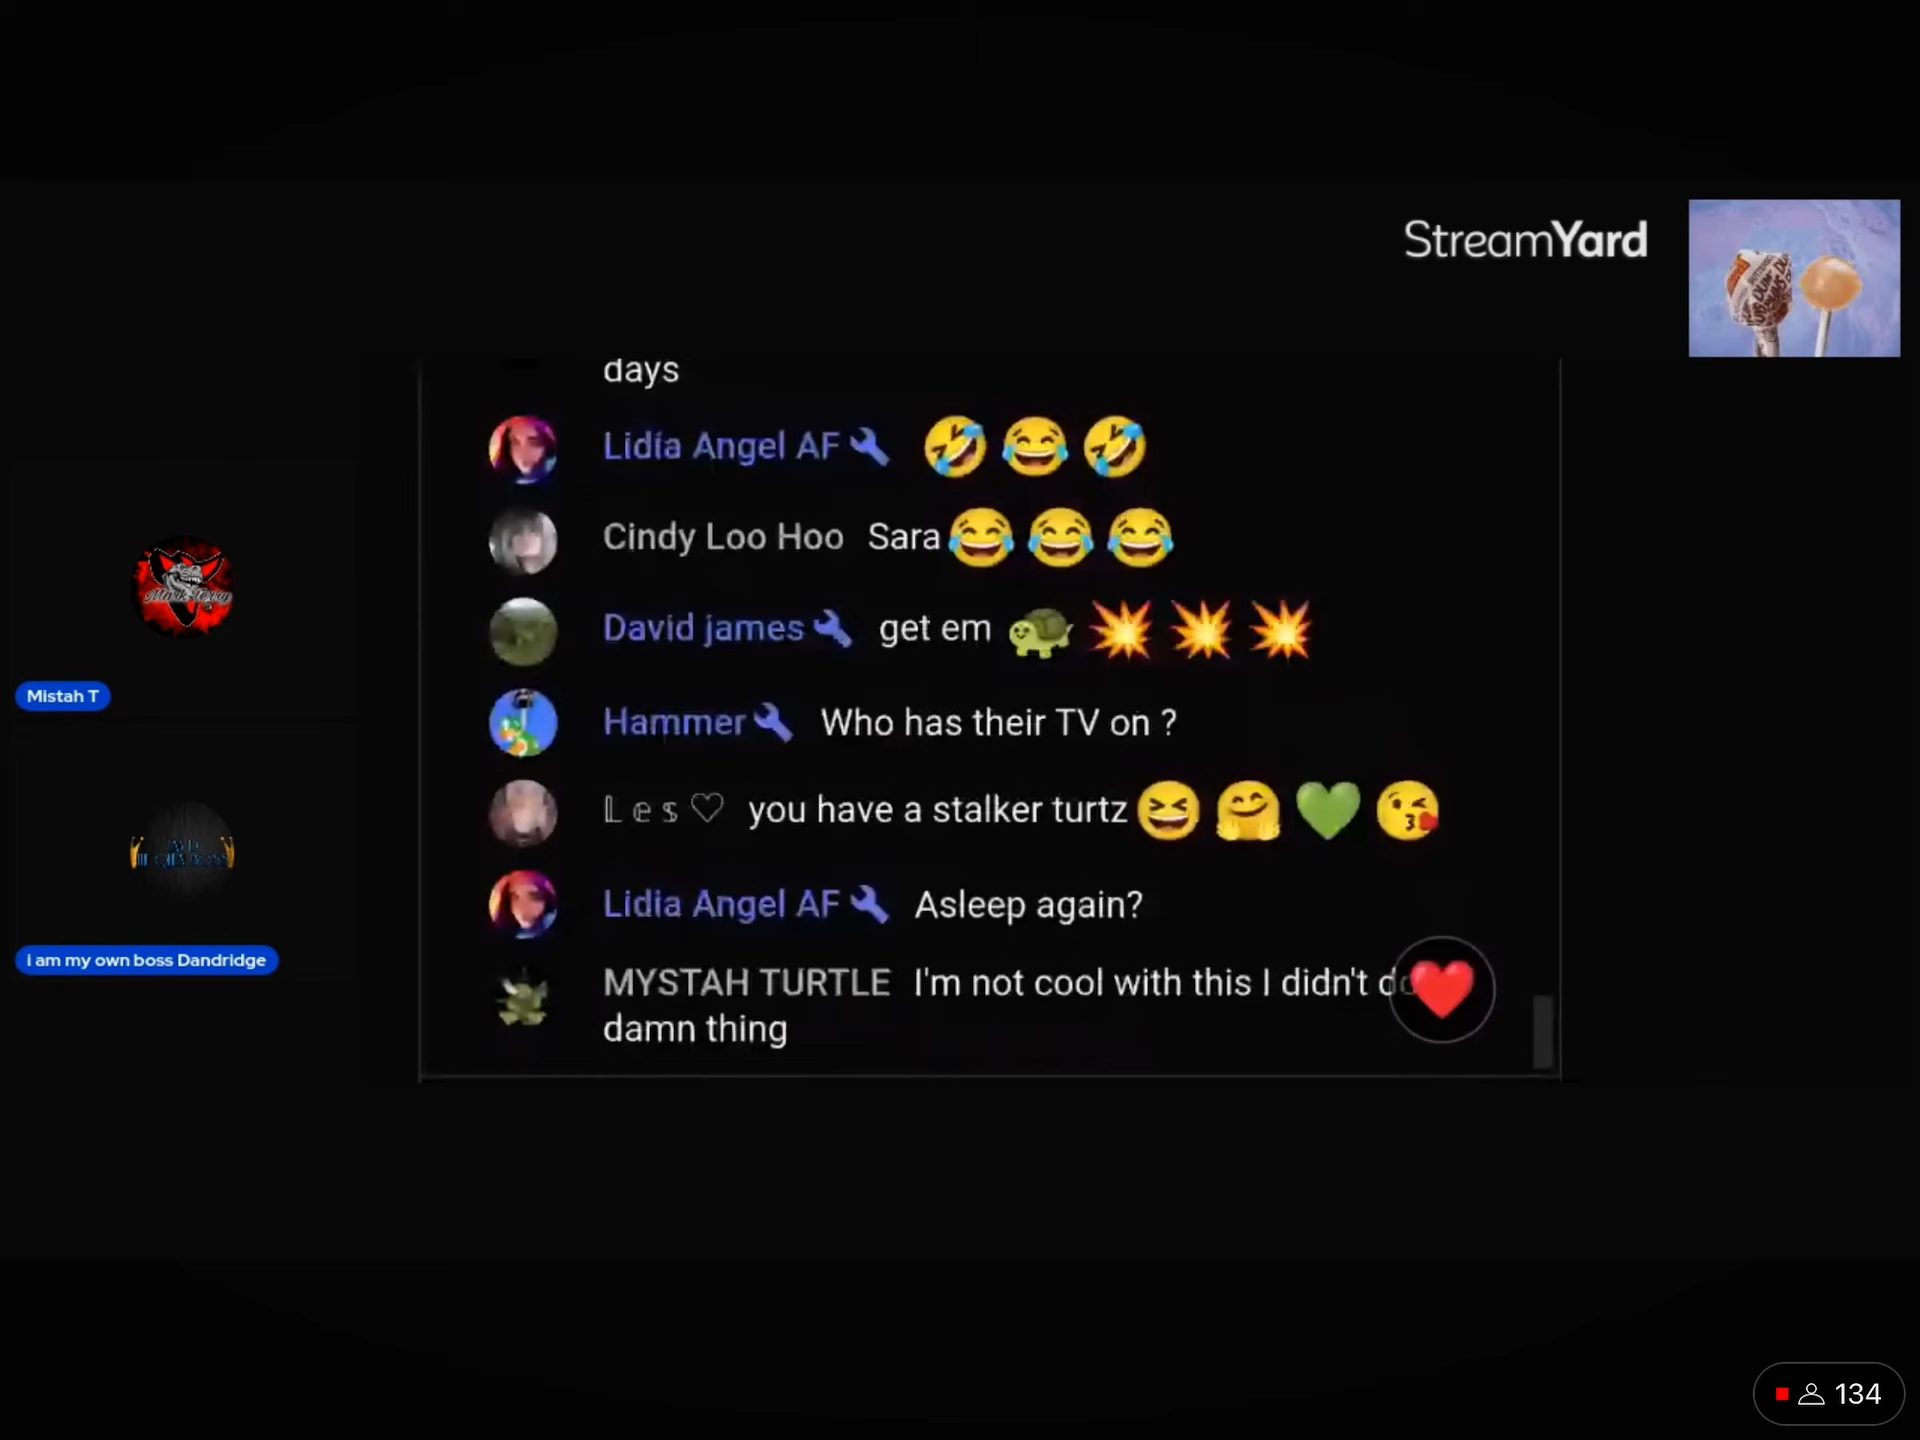 StreamYard
days
Lidia Angel AF 🤣 😂 🤣
Cindy Loo Hoo Sara 😂 😂 😂
David james get em 🐢 💥 💥 💥
Hammer Who has their TV on ?
𝕃 𝕖 𝕤 ♡ you have a stalker turtz 😆 🤗 💚 😘
Lidia Angel AF Asleep again?
MYSTAH TURTLE I'm not cool with this I didn't
damn thing
Mistah T
i am my own boss Dandridge
134